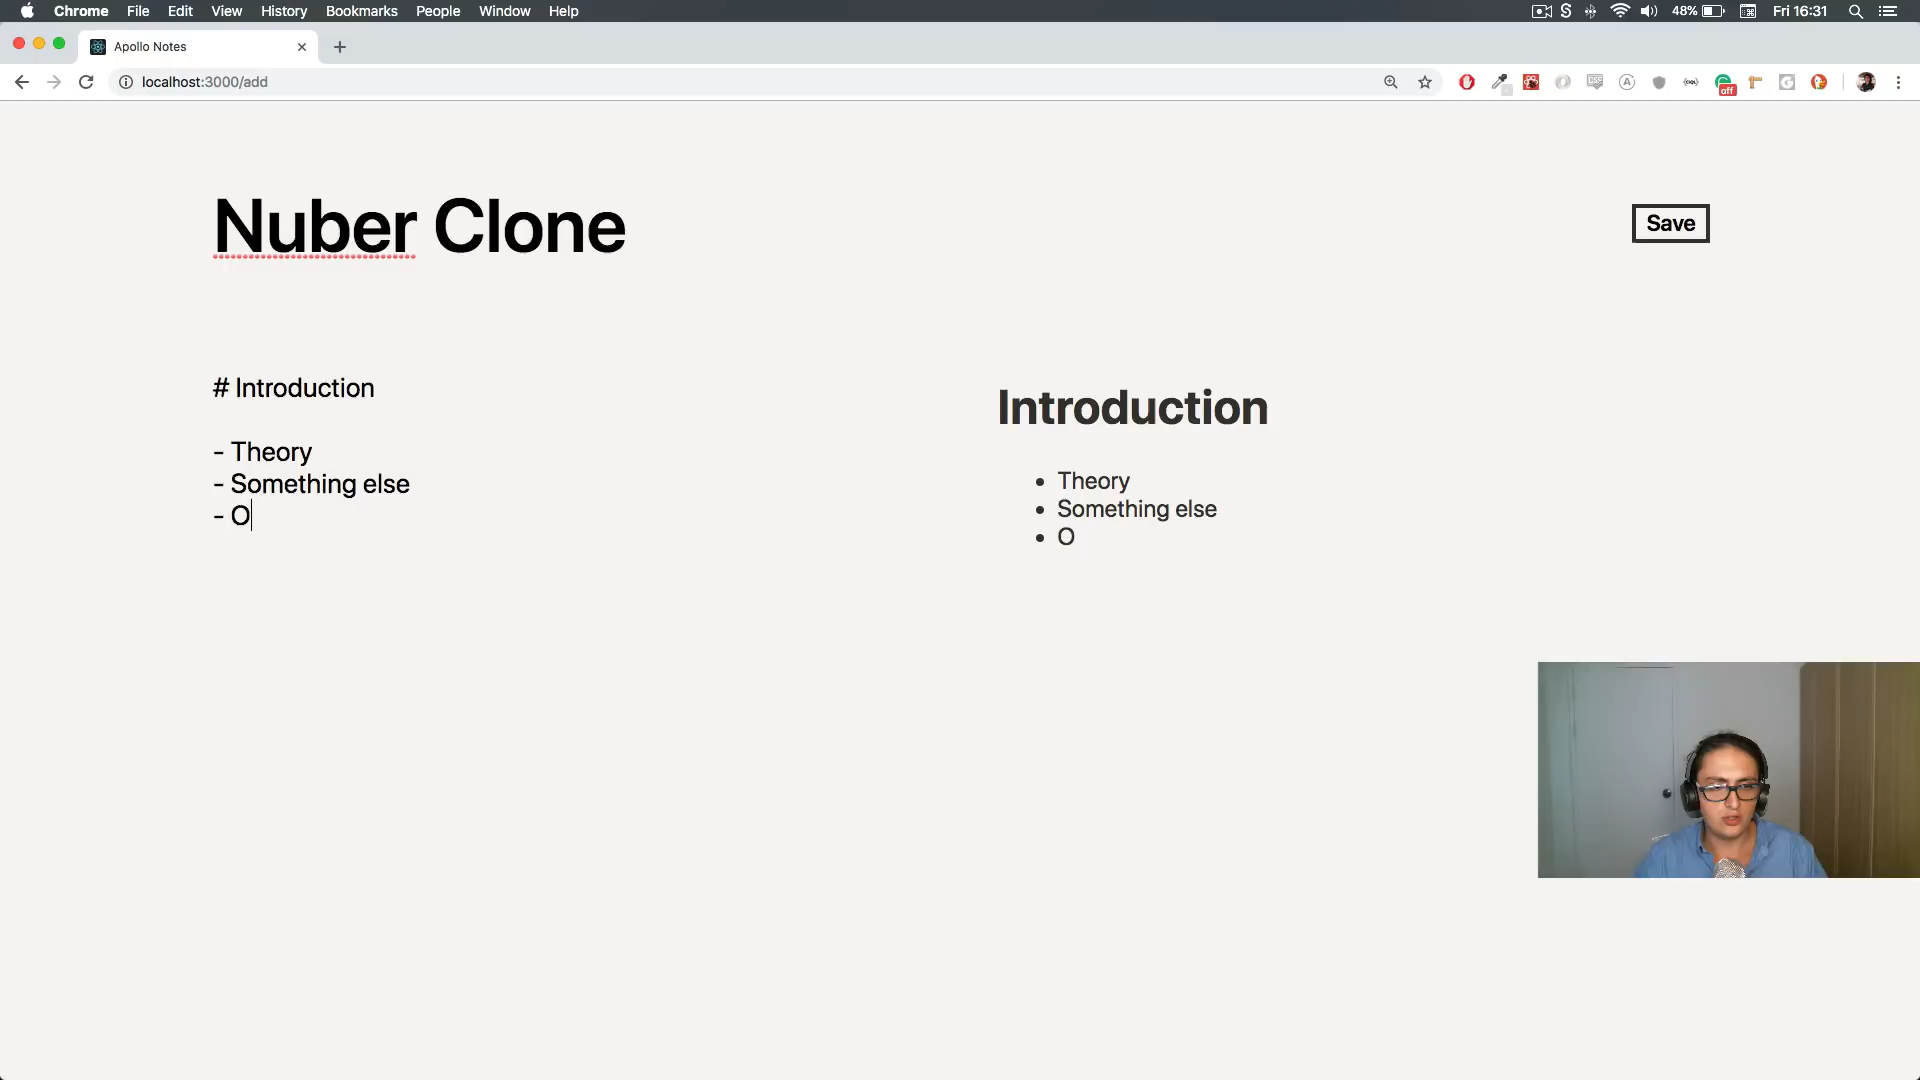 Chrome File Edit View History Bookmarks People Window Help 48% Fri 16:31
Apollo Notes
localhost:3000/add
off
Nuber Clone
Save
# Introduction
- Theory
- Something else
- O
Introduction
• Theory
• Something else
• O